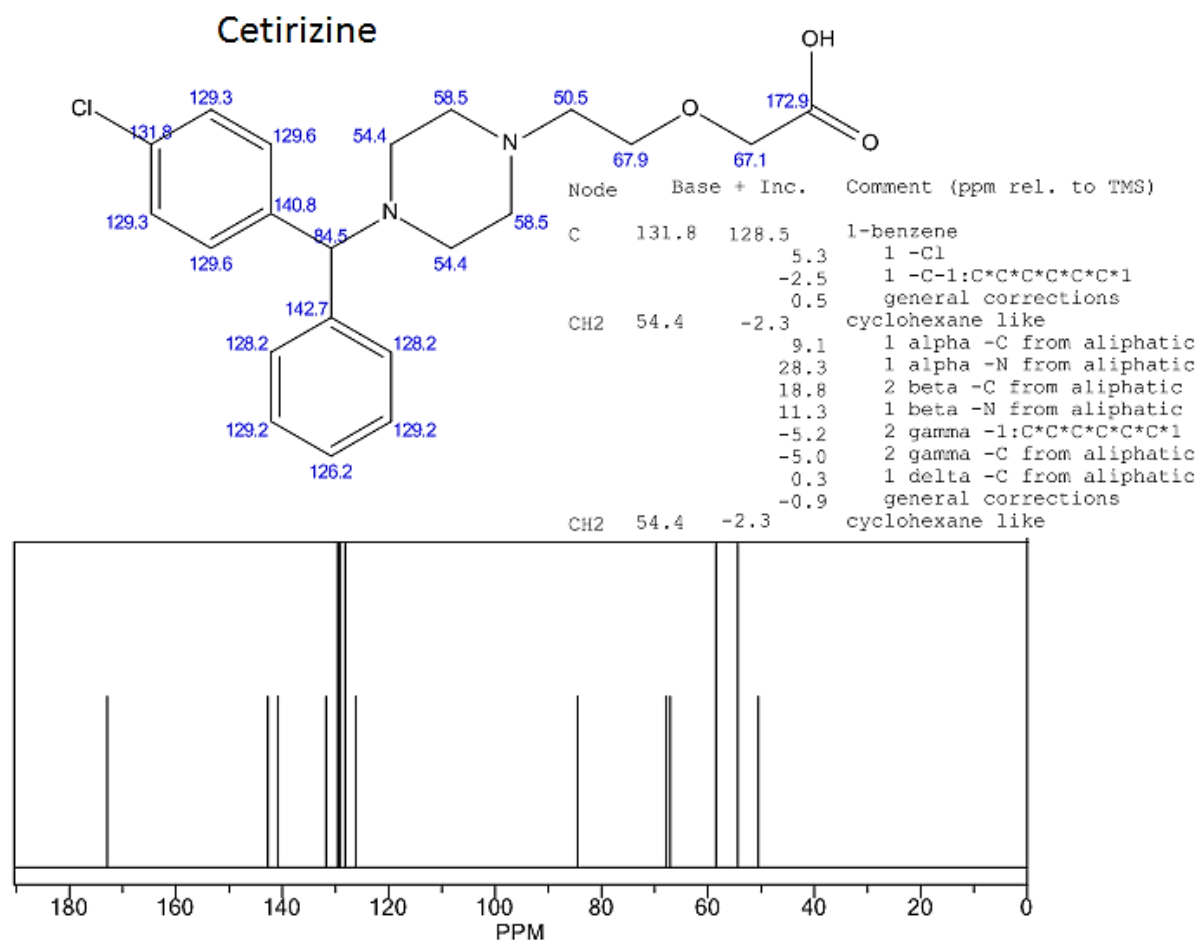 Cetirizine
OH
Cl
129.3
58.5
50.5
O
172.9
131.8
129.6
54.4
N
O
67.9
67.1
129.3
140.8
N
58.5
129.6
84.5
54.4
142.7
128.2
128.2
129.2
129.2
126.2
Node Base + Inc. Comment (ppm rel. to TMS)
C 131.8 128.5 1-benzene
5.3 1 -Cl
-2.5 1 -C-1:C*C*C*C*C*C*1
0.5 general corrections
CH2 54.4 -2.3 cyclohexane like
9.1 1 alpha -C from aliphatic
28.3 1 alpha -N from aliphatic
18.8 2 beta -C from aliphatic
11.3 1 beta -N from aliphatic
-5.2 2 gamma -1:C*C*C*C*C*C*1
-5.0 2 gamma -C from aliphatic
0.3 1 delta -C from aliphatic
-0.9 general corrections
CH2 54.4 -2.3 cyclohexane like
180 160 140 120 100 80 60 40 20 0
PPM